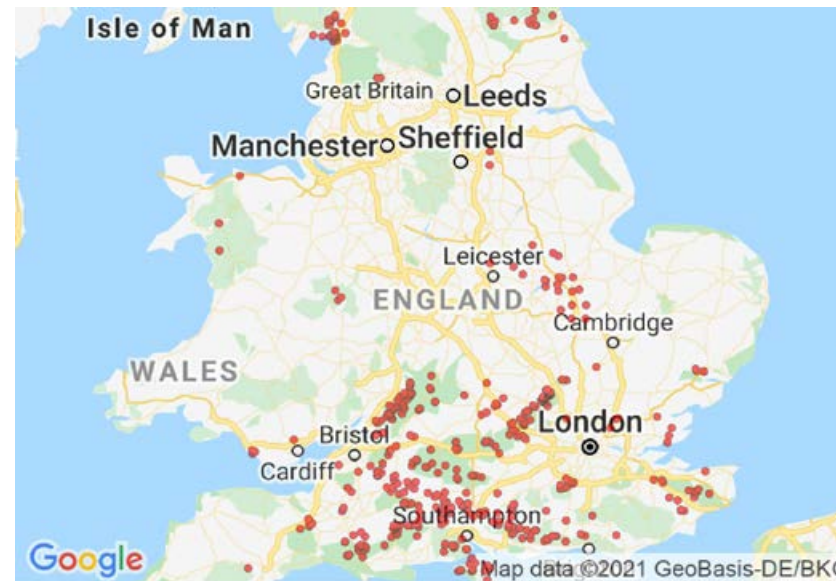 Isle of Man
Great Britain
Leeds
Manchester
Sheffield
Leicester
ENGLAND
Cambridge
WALES
London
Bristol
Cardiff
Southampton
Google
Map data ©2021 GeoBasis-DE/BK